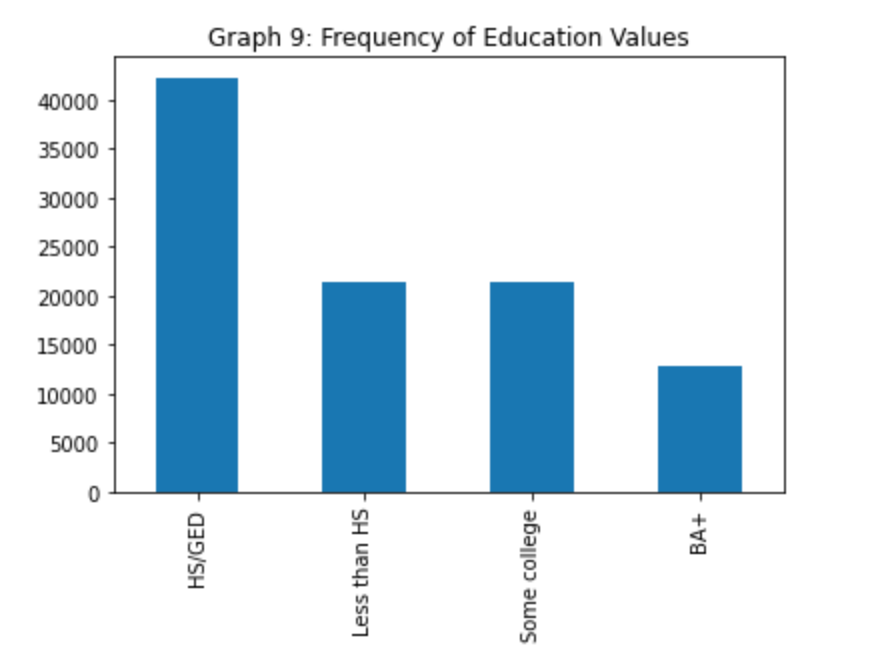 Graph 9: Frequency of Education Values
40000
35000
30000
25000
20000
15000
10000
5000
0
HS/GED
Less than HS
Some college
BA+